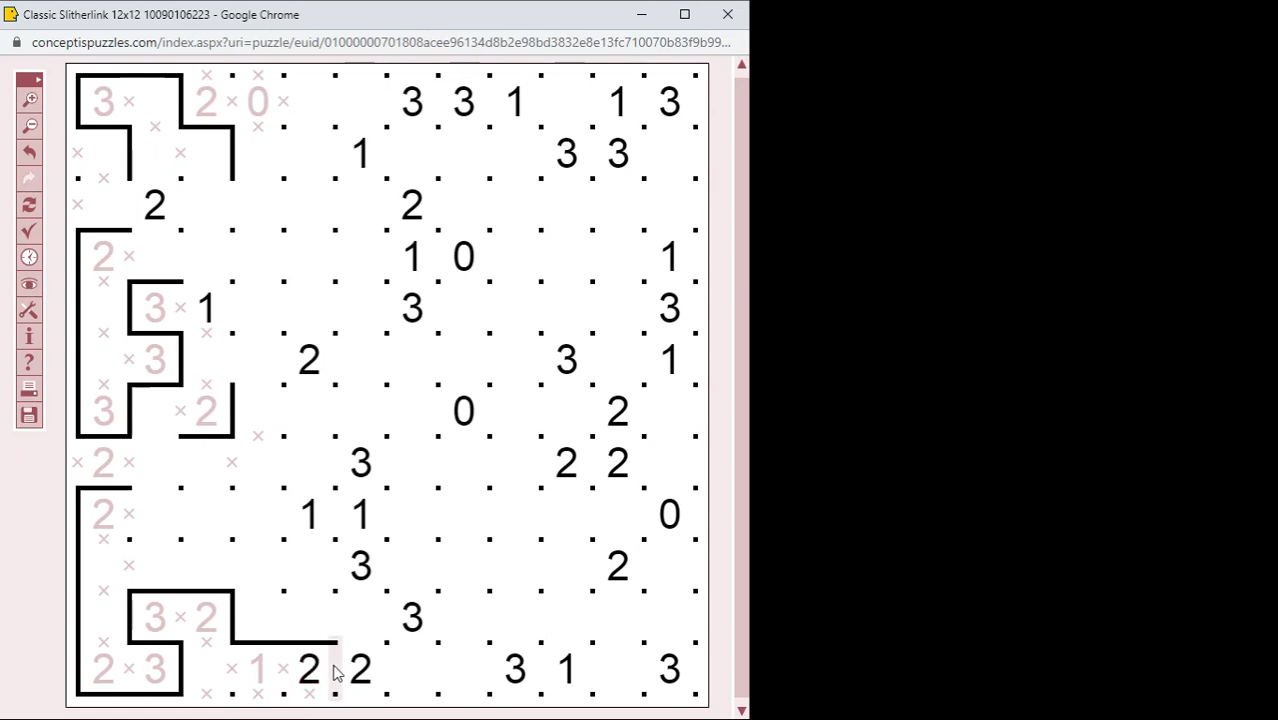 Classic Slitherlink 12x12 10090106223 - Google Chrome
conceptispuzzles.com/index.aspx?uri=puzzle/euid/01000000701808acee96134d8b2e98bd3832e8e13fc710070b83f9b99...
3 2 0 3 3 1 1 3
1 3 3
2 2
2 1 0 1
3 1 3 3
3 2 3 1
3 2 0 2
2 3 2 2
2 1 1 0
3 2
3 2 3
2 3 1 2 2 3 1 3